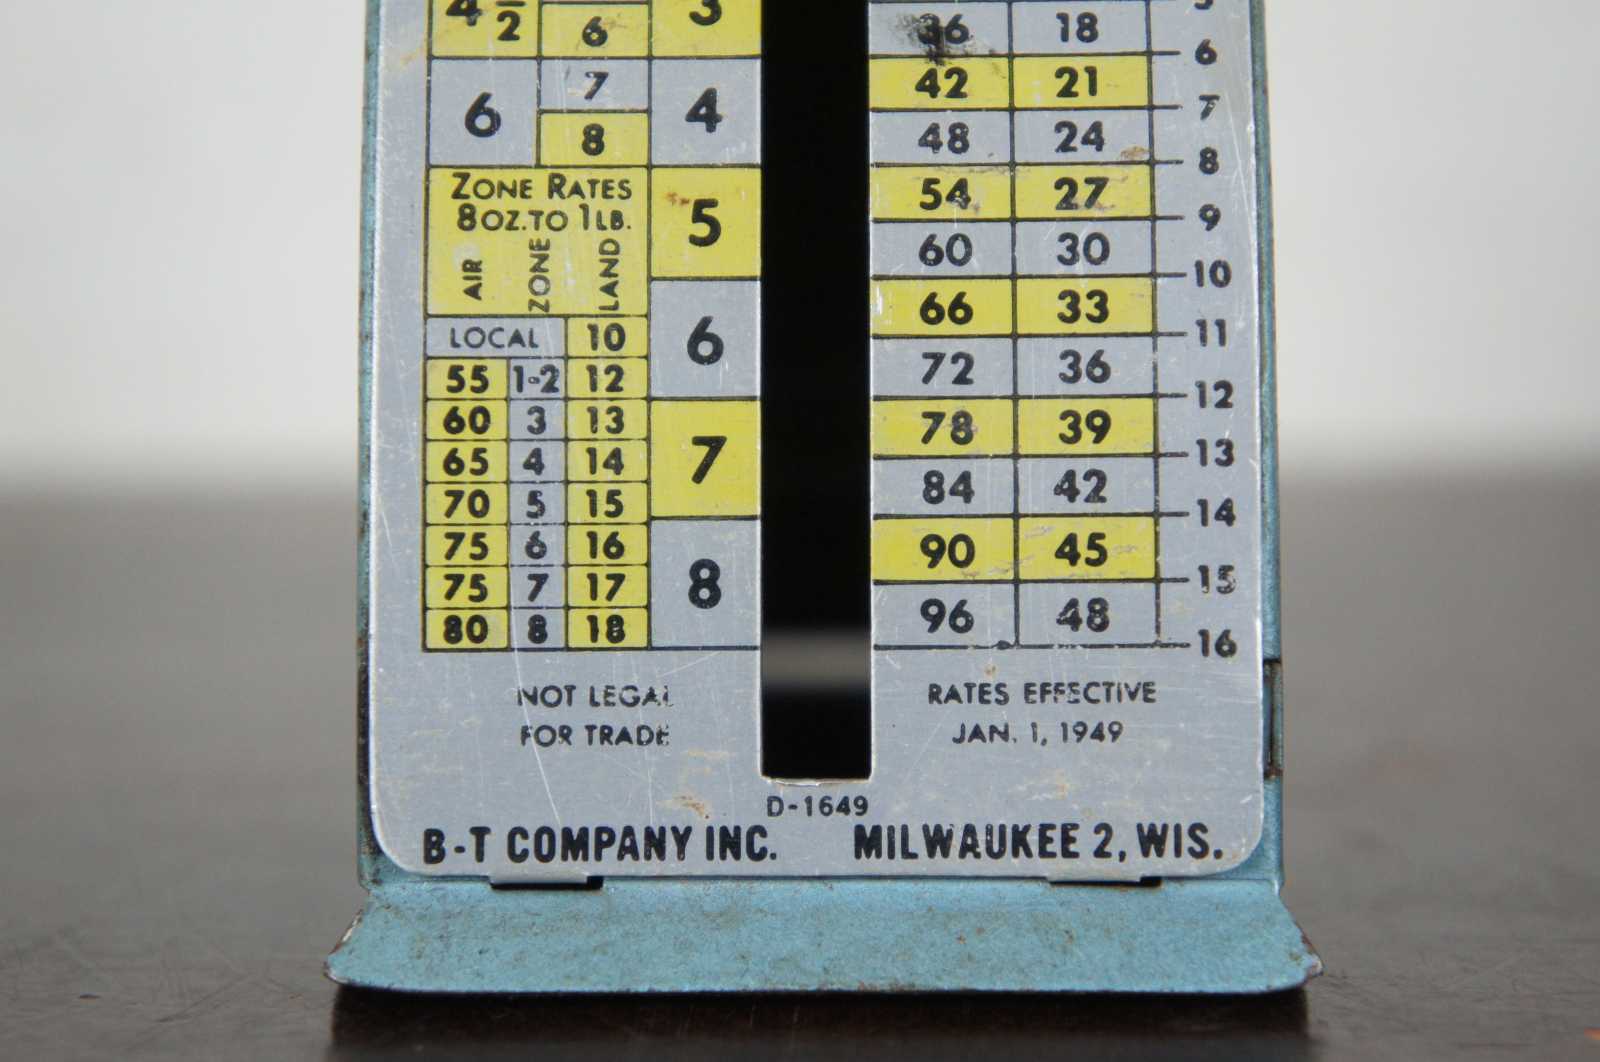 4 1/2 6 3
7
6 8 4
ZONE RATES
8 OZ. TO 1 LB.
AIR ZONE LAND
5
LOCAL 10
55 1-2 12
6
60 3 13
65 4 14
7
70 5 15
75 6 16
75 7 17
8
80 8 18
NOT LEGAL
FOR TRADE
36 18
6
42 21
7
48 24
8
54 27
9
60 30
10
66 33
11
72 36
12
78 39
13
84 42
14
90 45
15
96 48
16
RATES EFFECTIVE
JAN. 1, 1949
D-1649
B-T COMPANY INC. MILWAUKEE 2, WIS.